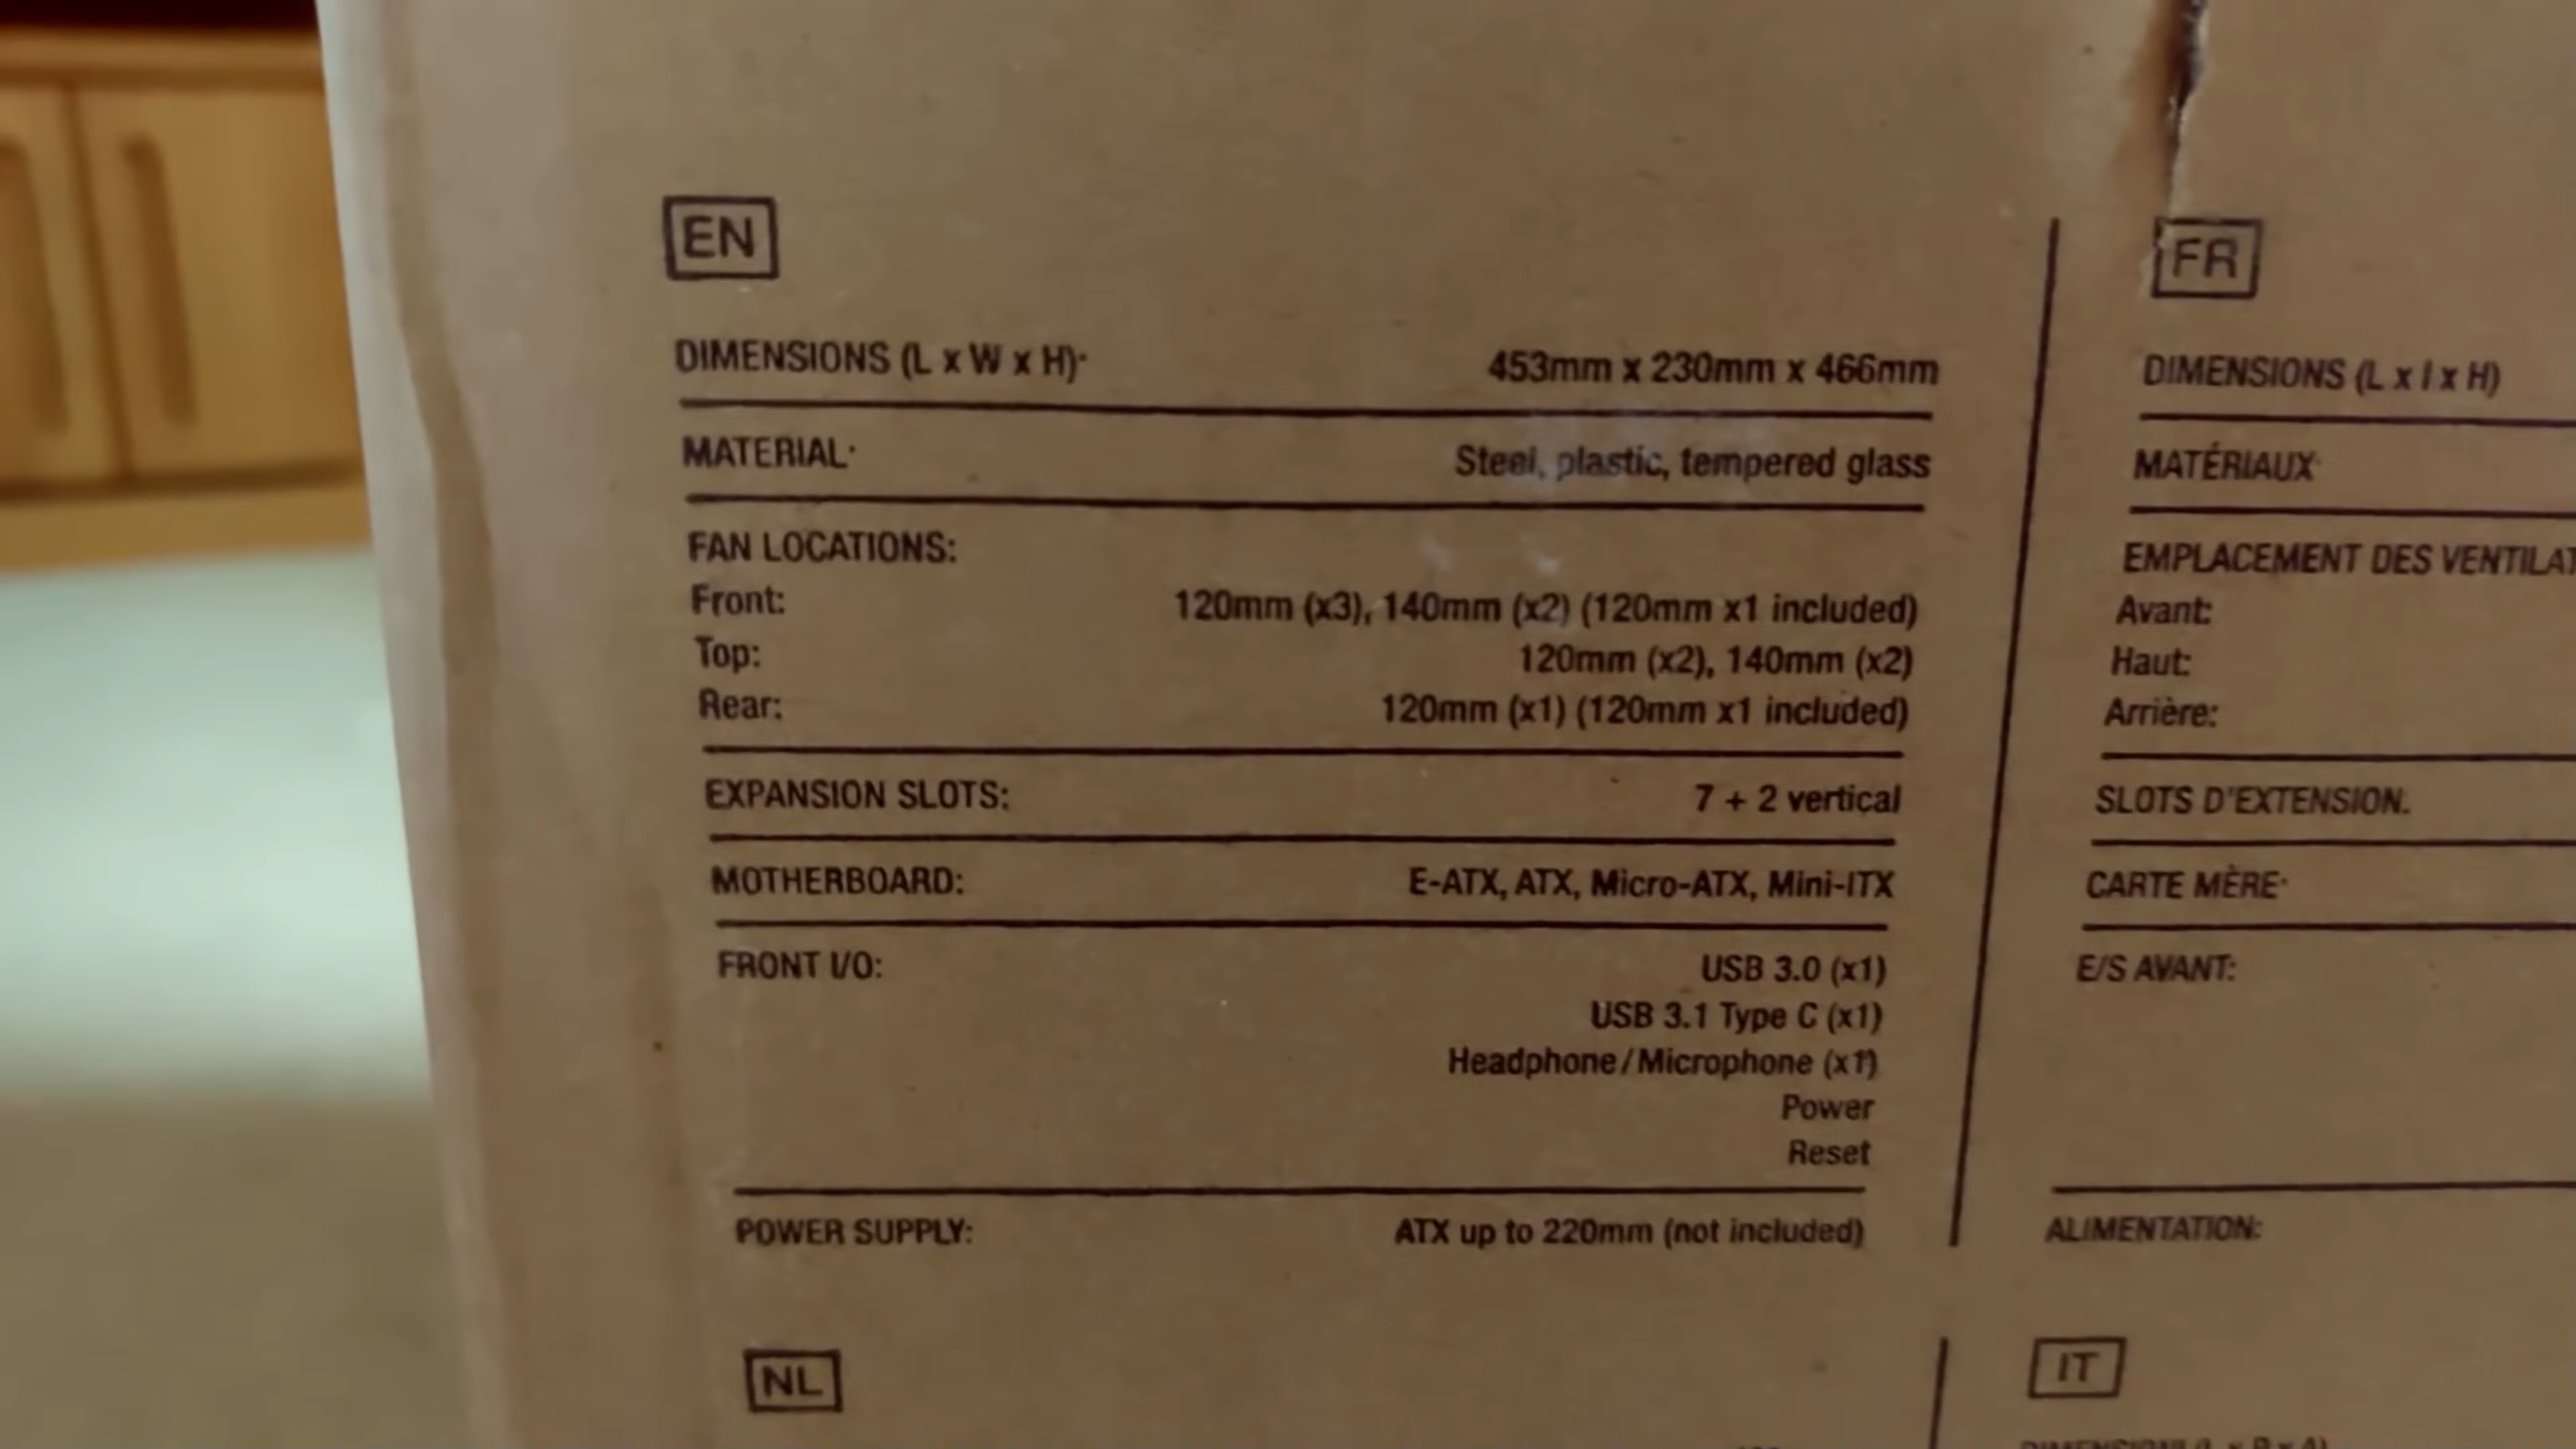 EN
DIMENSIONS (L x W x H): 453mm x 230mm x 466mm
MATERIAL: Steel, plastic, tempered glass
FAN LOCATIONS:
Front: 120mm (x3), 140mm (x2) (120mm x1 included)
Top: 120mm (x2), 140mm (x2)
Rear: 120mm (x1) (120mm x1 included)
EXPANSION SLOTS: 7 + 2 vertical
MOTHERBOARD: E-ATX, ATX, Micro-ATX, Mini-ITX
FRONT I/O: USB 3.0 (x1)
USB 3.1 Type C (x1)
Headphone/Microphone (x1)
Power
Reset
POWER SUPPLY: ATX up to 220mm (not included)
FR
DIMENSIONS (L x l x H)
MATÉRIAUX
EMPLACEMENT DES VENTILAT
Avant:
Haut:
Arrière:
SLOTS D'EXTENSION:
CARTE MÈRE:
E/S AVANT:
ALIMENTATION:
NL
IT